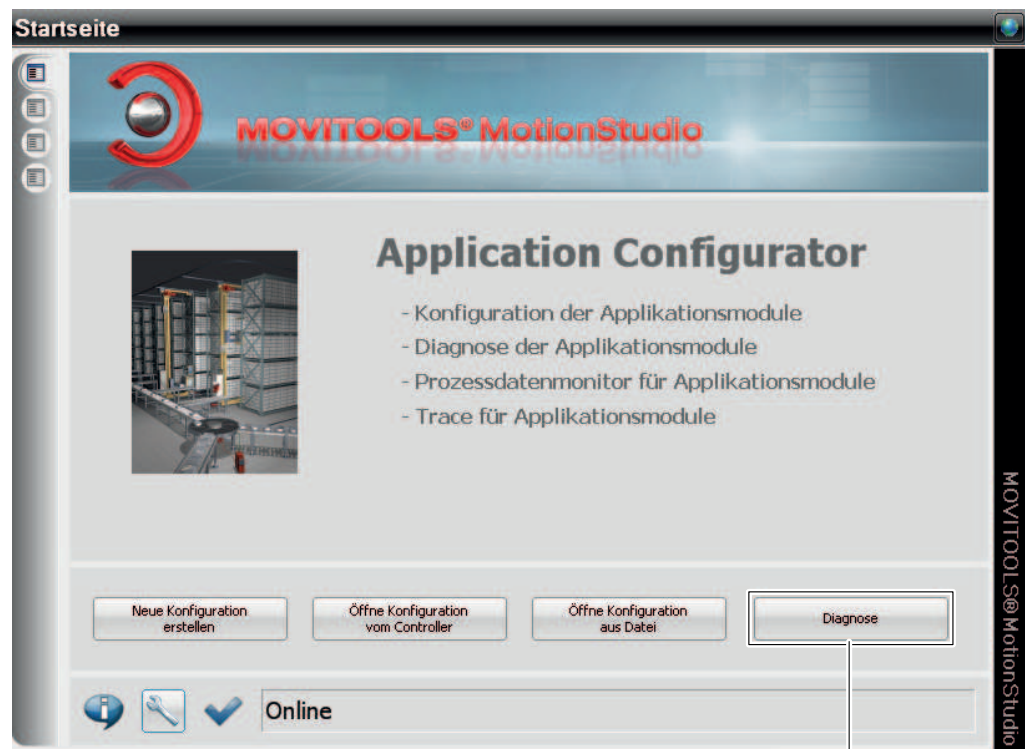 Startseite
MOVITOOLS® MotionStudio
Application Configurator
- Konfiguration der Applikationsmodule
- Diagnose der Applikationsmodule
- Prozessdatenmonitor für Applikationsmodule
- Trace für Applikationsmodule
Neue Konfiguration
erstellen
Öffne Konfiguration
vom Controller
Öffne Konfiguration
aus Datei
Diagnose
Online
MOVITOOLS®MotionStudio